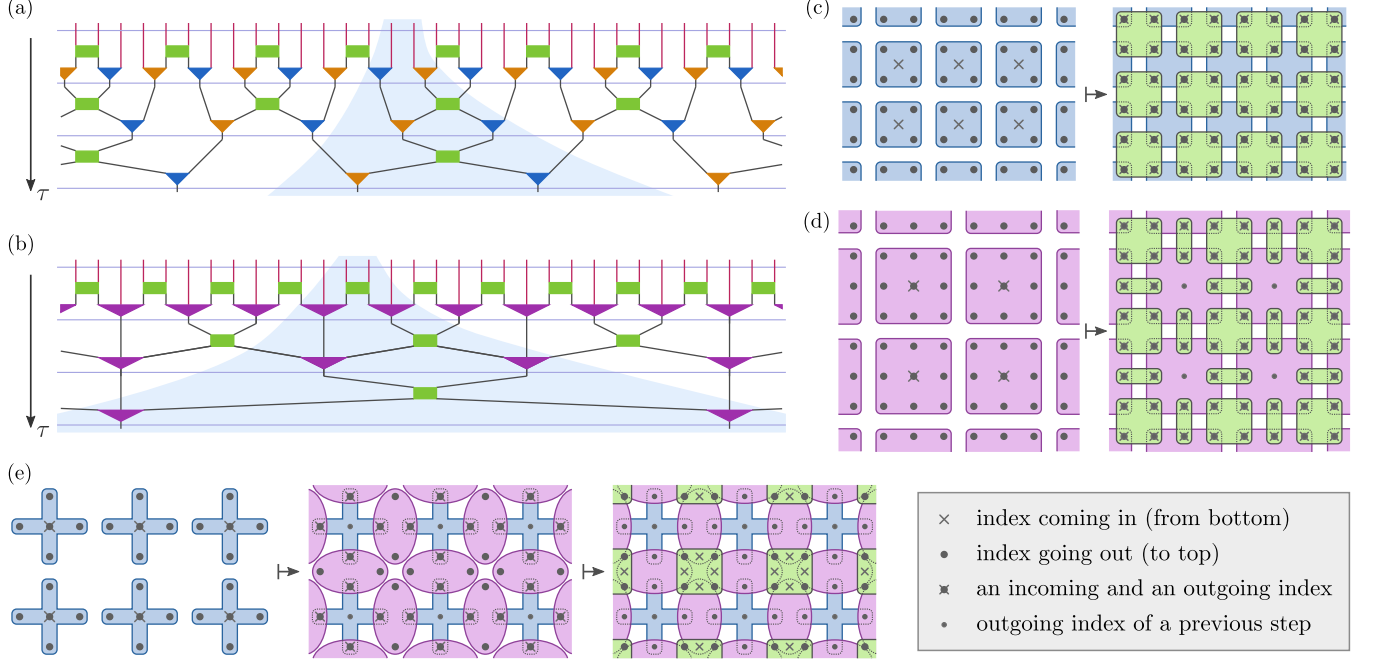 (a)
τ
(b)
τ
(c)
(d)
(e)
index coming in (from bottom)
index going out (to top)
an incoming and an outgoing index
outgoing index of a previous step